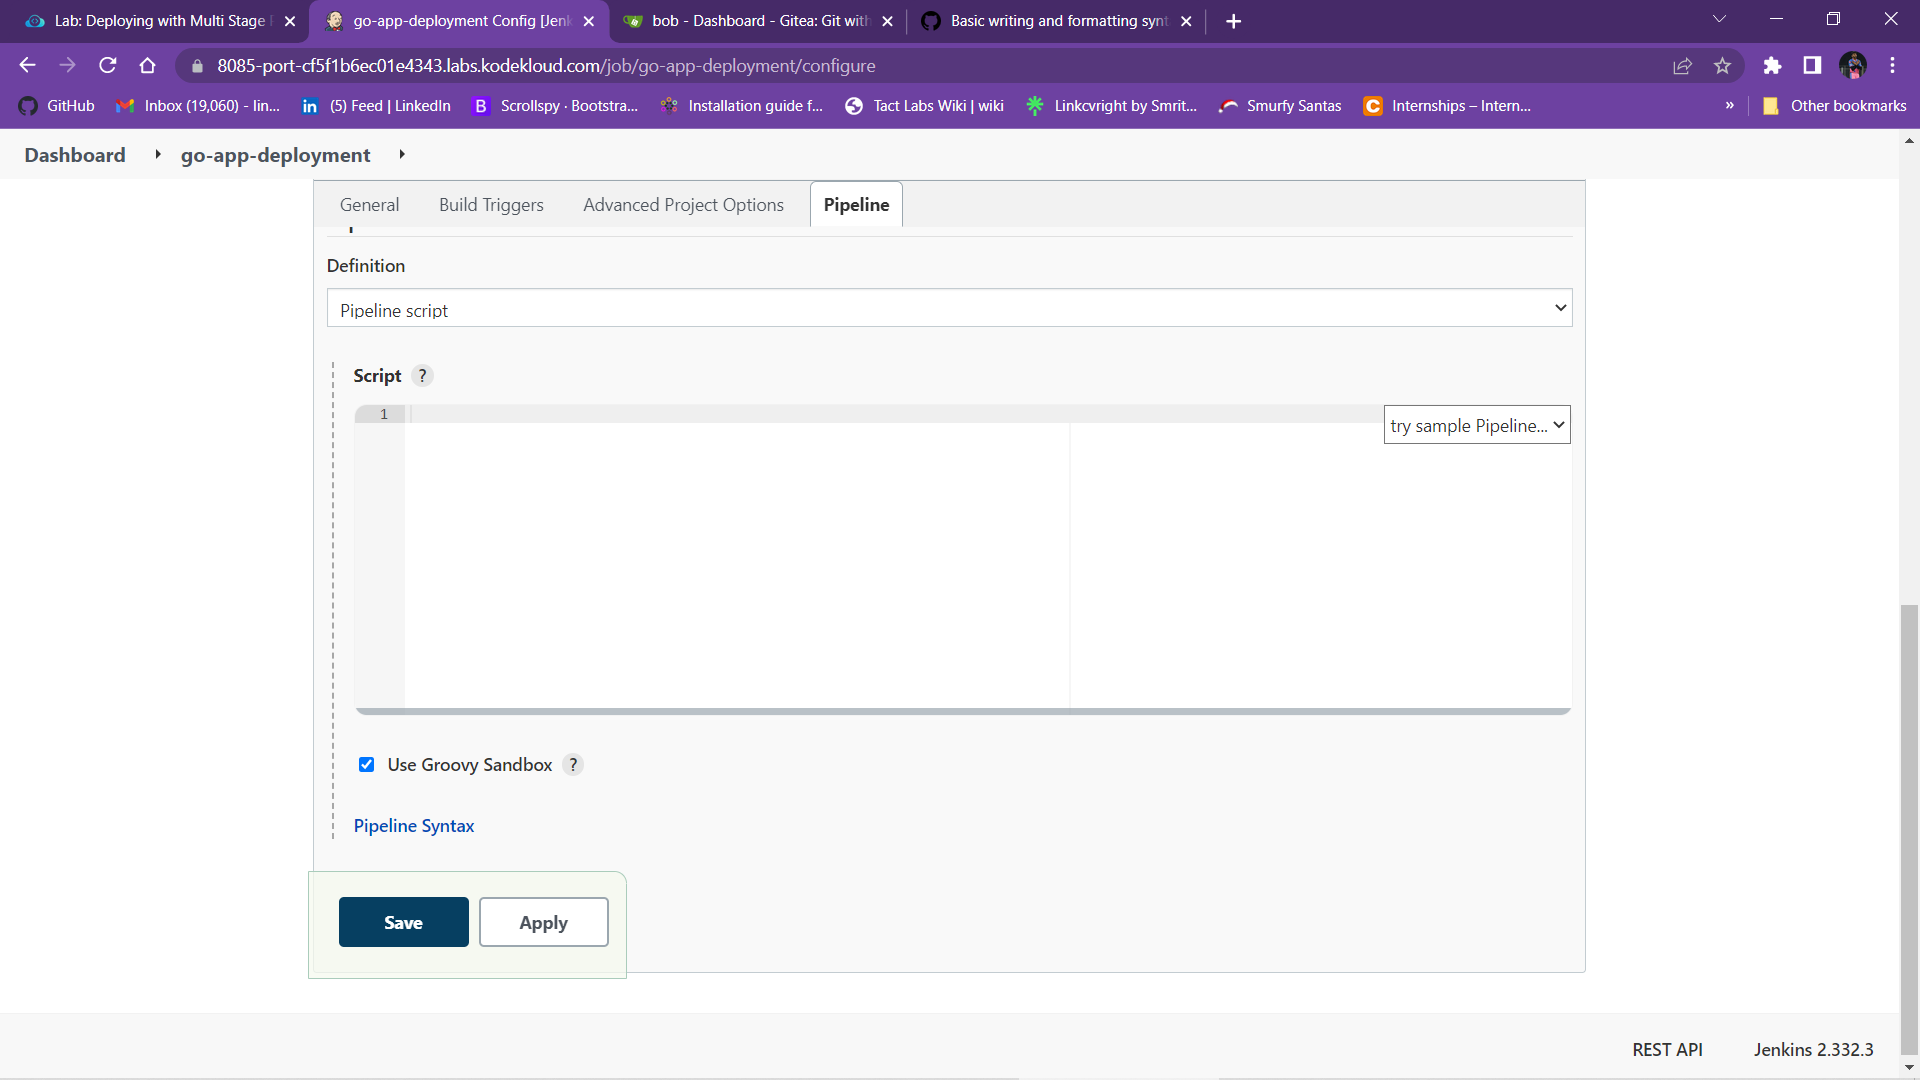 Lab: Deploying with Multi Stage
go-app-deployment Config [Jenk
bob - Dashboard - Gitea: Git with
Basic writing and formatting synt
8085-port-cf5f1b6ec01e4343.labs.kodekloud.com/job/go-app-deployment/configure
GitHub
Inbox (19,060) - lin...
(5) Feed | LinkedIn
Scrollspy · Bootstra...
Installation guide f...
Tact Labs Wiki | wiki
Linkcvright by Smrit...
Smurfy Santas
Internships – Intern...
»
Other bookmarks
Dashboard
go-app-deployment
General
Build Triggers
Advanced Project Options
Pipeline
Definition
Pipeline script
Script ?
1
try sample Pipeline...
Use Groovy Sandbox ?
Pipeline Syntax
Save
Apply
REST API
Jenkins 2.332.3